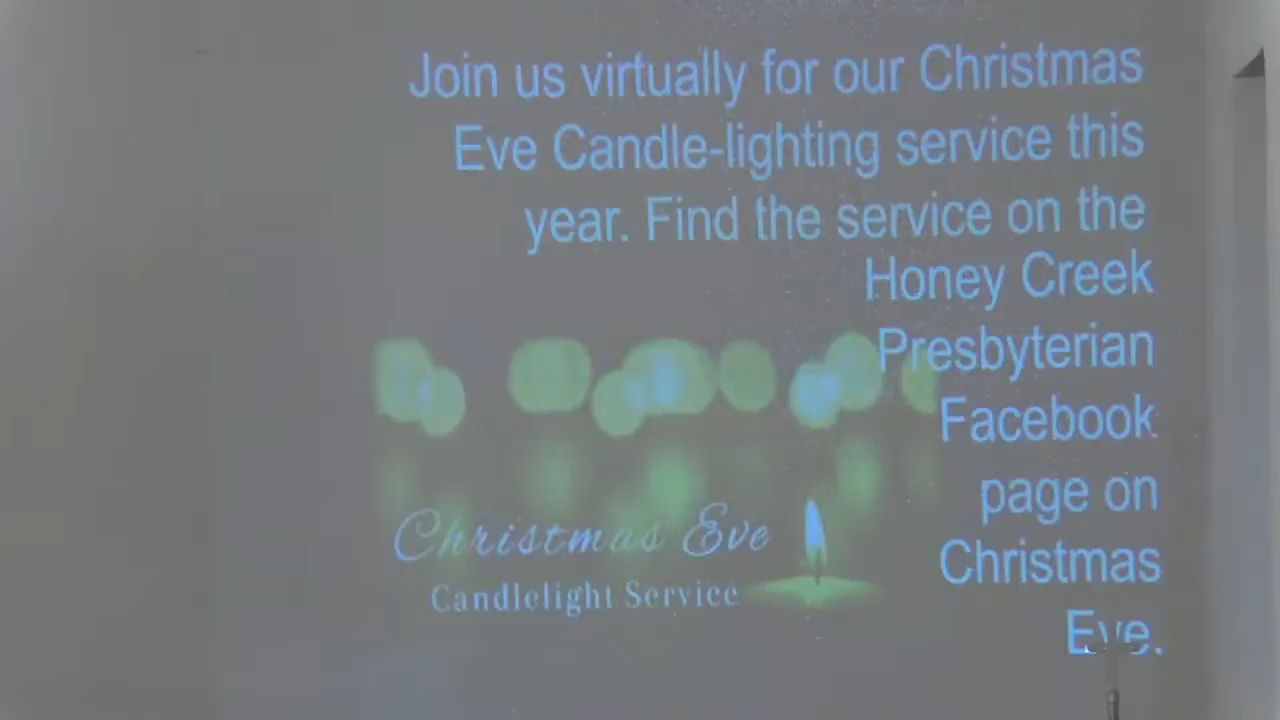 Join us virtually for our Christmas
Eve Candle-lighting service this
year. Find the service on the
Honey Creek
Presbyterian
Facebook
page on
Christmas
Eve.
Christmas Eve
Candlelight Service